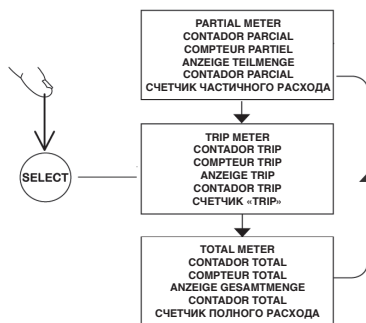 PARTIAL METER
CONTADOR PARCIAL
COMPTEUR PARTIEL
ANZEIGE TEILMENGE
CONTADOR PARCIAL
СЧЕТЧИК ЧАСТИЧНОГО РАСХОДА
SELECT
TRIP METER
CONTADOR TRIP
COMPTEUR TRIP
ANZEIGE TRIP
CONTADOR TRIP
СЧЕТЧИК «TRIP»
TOTAL METER
CONTADOR TOTAL
COMPTEUR TOTAL
ANZEIGE GESAMTMENGE
CONTADOR TOTAL
СЧЕТЧИК ПОЛНОГО РАСХОДА